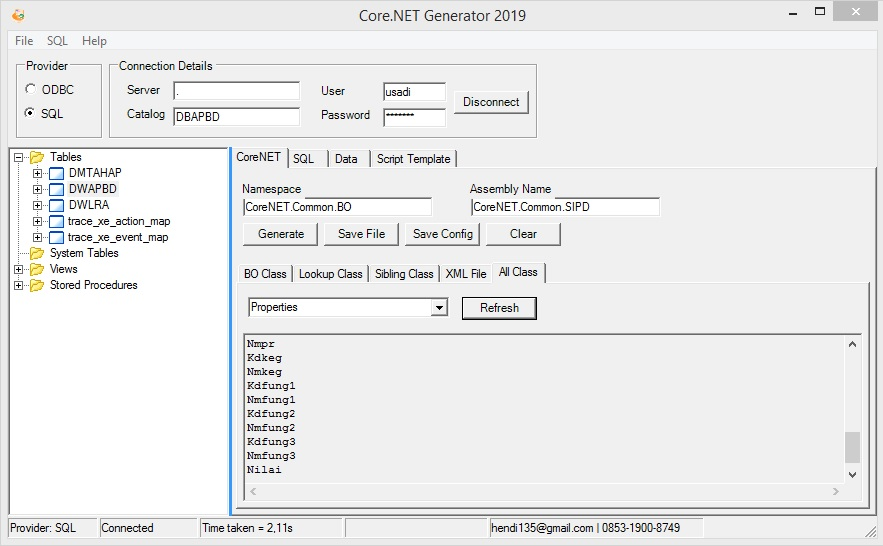 Core.NET Generator 2019
File SQL Help
Provider
ODBC
SQL
Connection Details
Server .
User usadi
Catalog DBAPBD
Password *******
Disconnect
Tables
DMTAHAP
DWAPBD
DWLRA
trace_xe_action_map
trace_xe_event_map
System Tables
Views
Stored Procedures
CoreNET SQL Data Script Template
Namespace Assembly Name
CoreNET.Common.BO CoreNET.Common.SIPD
Generate Save File Save Config Clear
BO Class Lookup Class Sibling Class XML File All Class
Properties Refresh
Nmpr
Kdkeg
Nmkeg
Kdfung1
Nmfung1
Kdfung2
Nmfung2
Kdfung3
Nmfung3
Nilai
Provider: SQL Connected Time taken = 2,11s hendi135@gmail.com | 0853-1900-8749